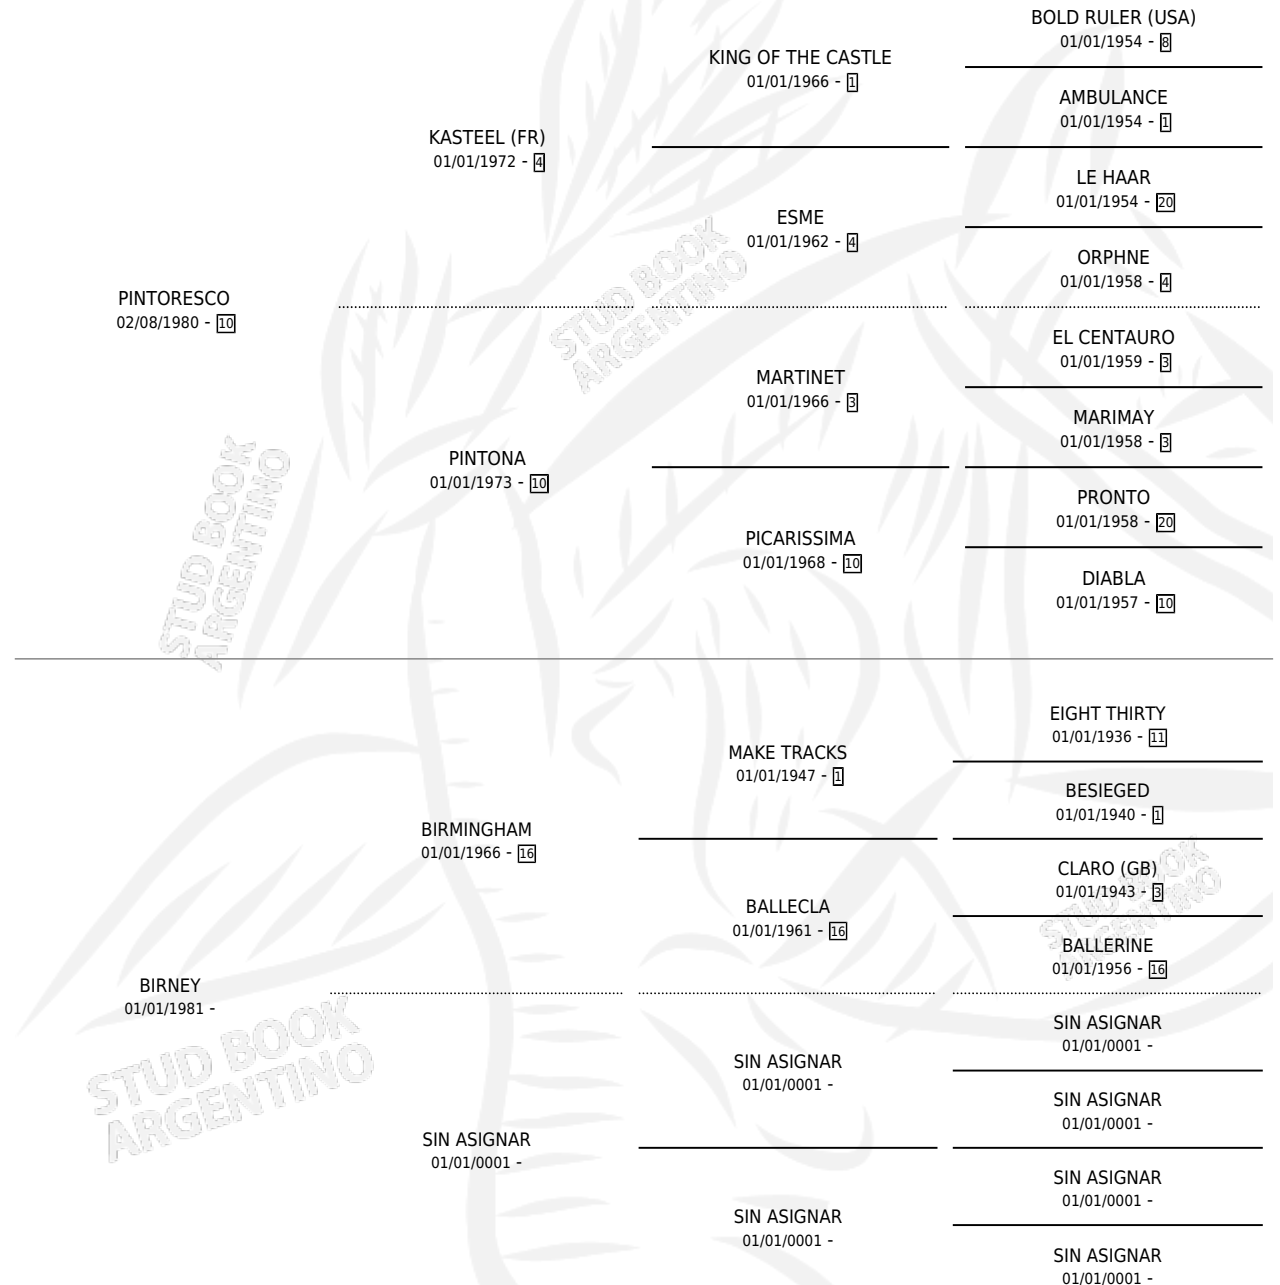 BOLD RULER (USA)
01/01/1954 - 8
KING OF THE CASTLE
01/01/1966 - 1
AMBULANCE
01/01/1954 - 1
KASTEEL (FR)
01/01/1972 - 4
LE HAAR
01/01/1954 - 20
ESME
01/01/1962 - 4
ORPHNE
01/01/1958 - 4
PINTORESCO
02/08/1980 - 10
STUD BOOK
ARGENTINO
EL CENTAURO
01/01/1959 - 3
MARTINET
01/01/1966 - 3
MARIMAY
01/01/1958 - 3
PINTONA
01/01/1973 - 10
PRONTO
01/01/1958 - 20
PICARISSIMA
01/01/1968 - 10
DIABLA
01/01/1957 - 10
STUD BOOK
ARGENTINO
EIGHT THIRTY
01/01/1936 - 11
MAKE TRACKS
01/01/1947 - 1
BESIEGED
01/01/1940 - 1
BIRMINGHAM
01/01/1966 - 16
CLARO (GB)
01/01/1943 - 3
BALLECLA
01/01/1961 - 16
BALLERINE
01/01/1956 - 16
STUD BOOK
ARGENTINO
BIRNEY
01/01/1981 -
SIN ASIGNAR
01/01/0001 -
SIN ASIGNAR
01/01/0001 -
SIN ASIGNAR
01/01/0001 -
STUD BOOK
ARGENTINO
SIN ASIGNAR
01/01/0001 -
SIN ASIGNAR
01/01/0001 -
SIN ASIGNAR
01/01/0001 -
SIN ASIGNAR
01/01/0001 -